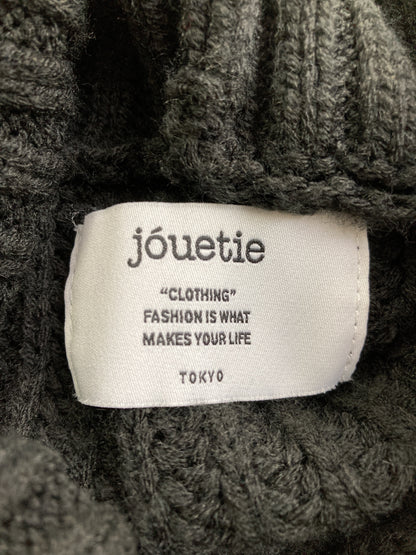 jóuetie
“CLOTHING”
FASHION IS WHAT
MAKES YOUR LIFE
TOKYO